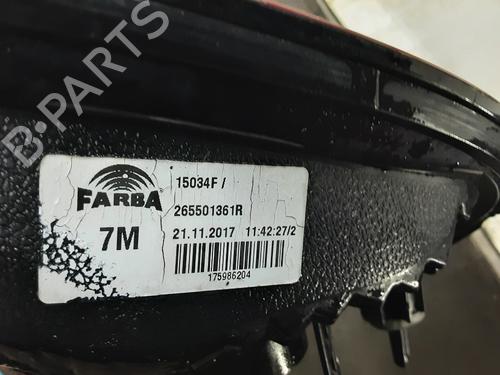 B-PARTS
FARBA
7M
15034F /
265501361R
21.11.2017 11:42:27/2
175986204